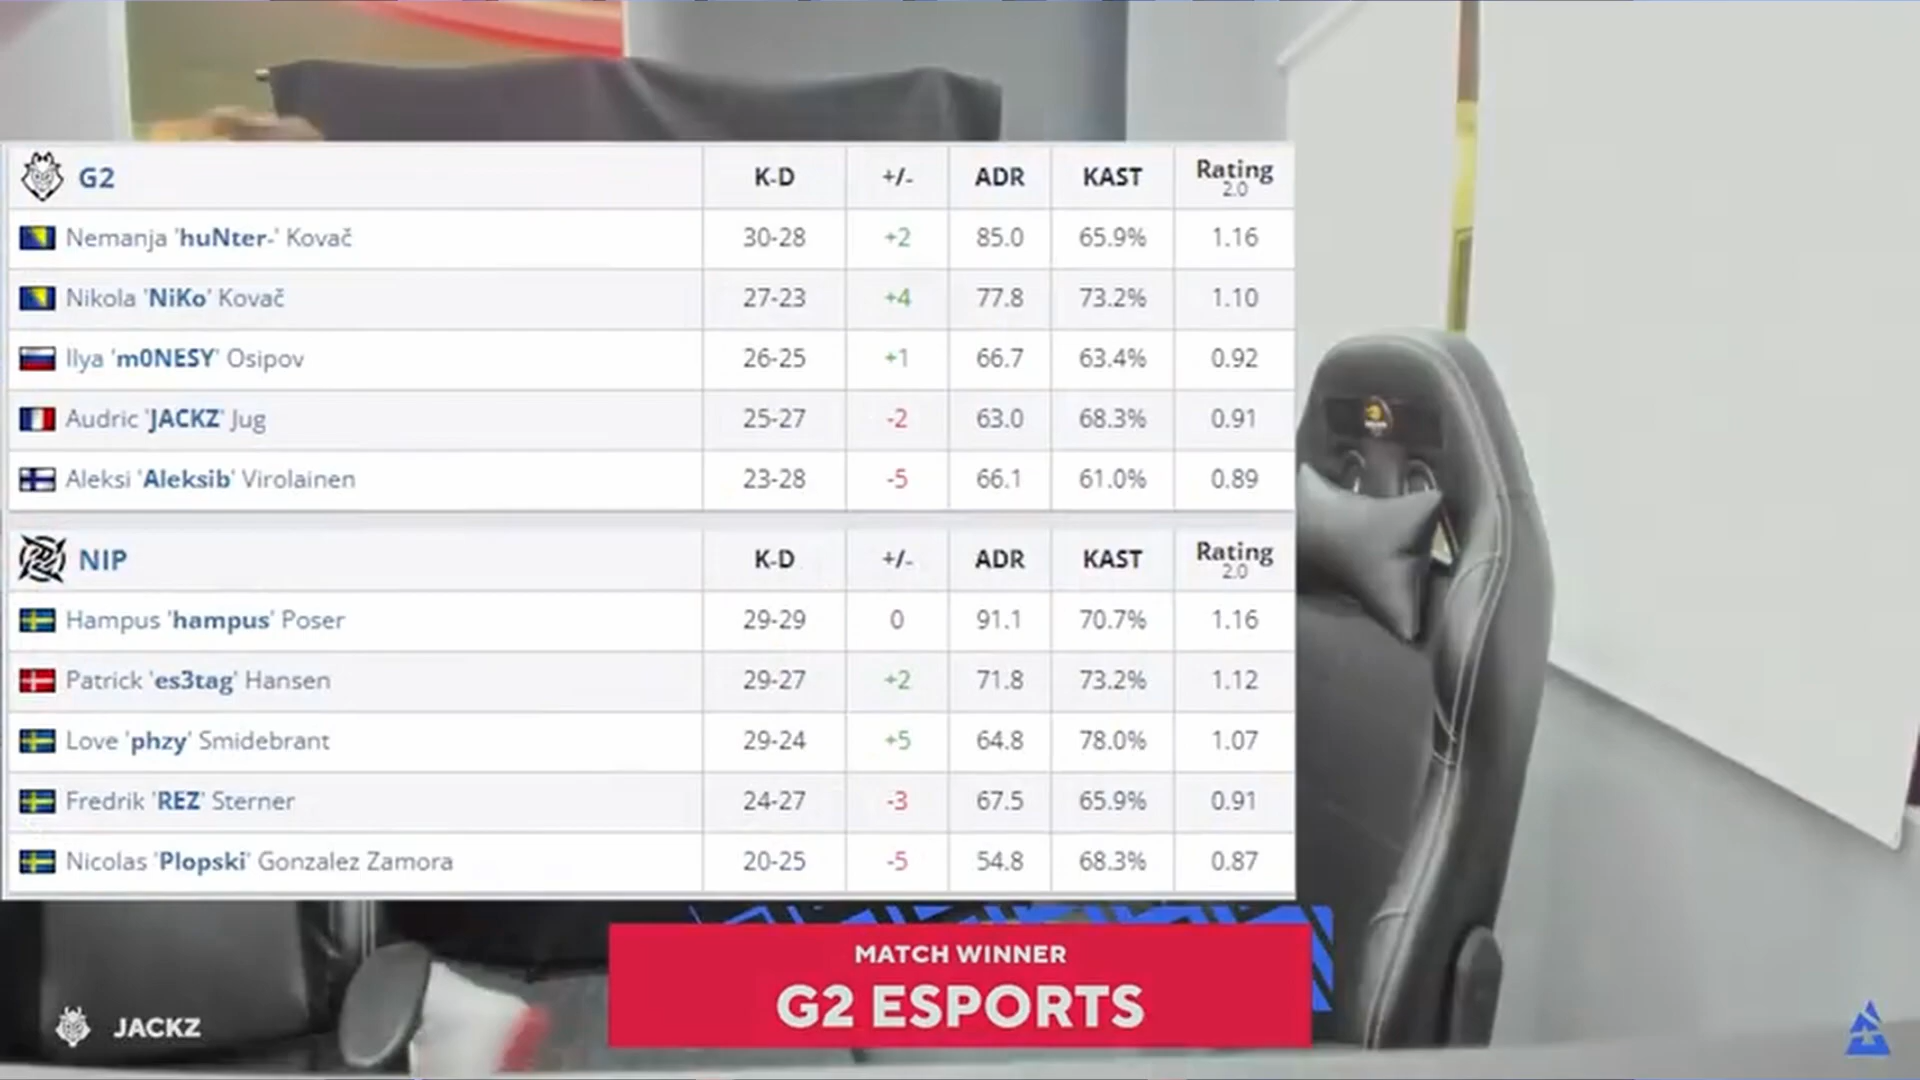 G2 K-D +/- ADR KAST Rating 2.0
Nemanja 'huNter-' Kovač 30-28 +2 85.0 65.9% 1.16
Nikola 'NiKo' Kovač 27-23 +4 77.8 73.2% 1.10
Ilya 'm0NESY' Osipov 26-25 +1 66.7 63.4% 0.92
Audric 'JACKZ' Jug 25-27 -2 63.0 68.3% 0.91
Aleksi 'Aleksib' Virolainen 23-28 -5 66.1 61.0% 0.89
NIP K-D +/- ADR KAST Rating 2.0
Hampus 'hampus' Poser 29-29 0 91.1 70.7% 1.16
Patrick 'es3tag' Hansen 29-27 +2 71.8 73.2% 1.12
Love 'phzy' Smidebrant 29-24 +5 64.8 78.0% 1.07
Fredrik 'REZ' Sterner 24-27 -3 67.5 65.9% 0.91
Nicolas 'Plopski' Gonzalez Zamora 20-25 -5 54.8 68.3% 0.87
MATCH WINNER
G2 ESPORTS
JACKZ